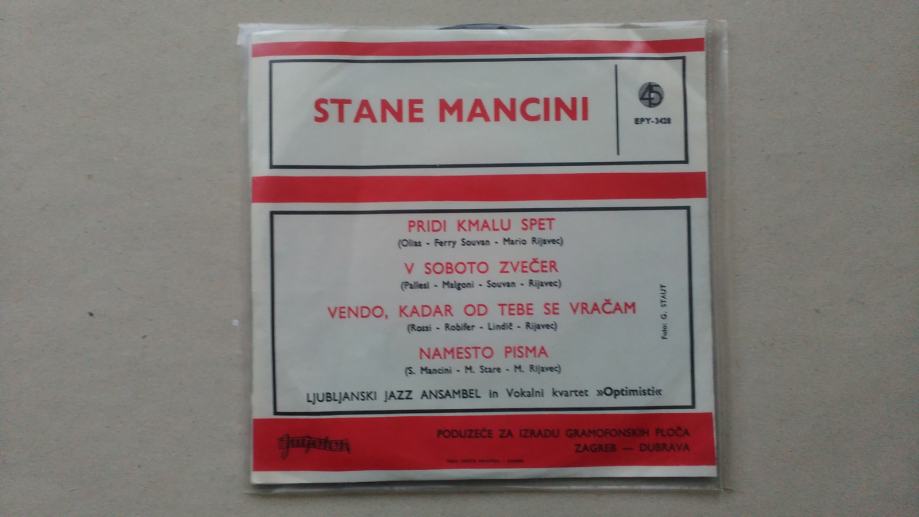 STANE MANCINI
45
EPY-3428
PRIDI KMALU SPET
(Olias - Ferry Souvan - Mario Rijavec)
V SOBOTO ZVEČER
(Pallesi - Malgoni - Souvan - Rijavec)
VENDO, KADAR OD TEBE SE VRAČAM
(Rossi - Robifer - Lindič - Rijavec)
NAMESTO PISMA
(S. Mancini - M. Stare - M. Rijavec)
LJUBLJANSKI JAZZ ANSAMBEL in Vokalni kvartet »Optimisti«
Foto: G. STAUT
Jugoton
PODUZEĆE ZA IZRADU GRAMOFONSKIH PLOČA
ZAGREB — DUBRAVA